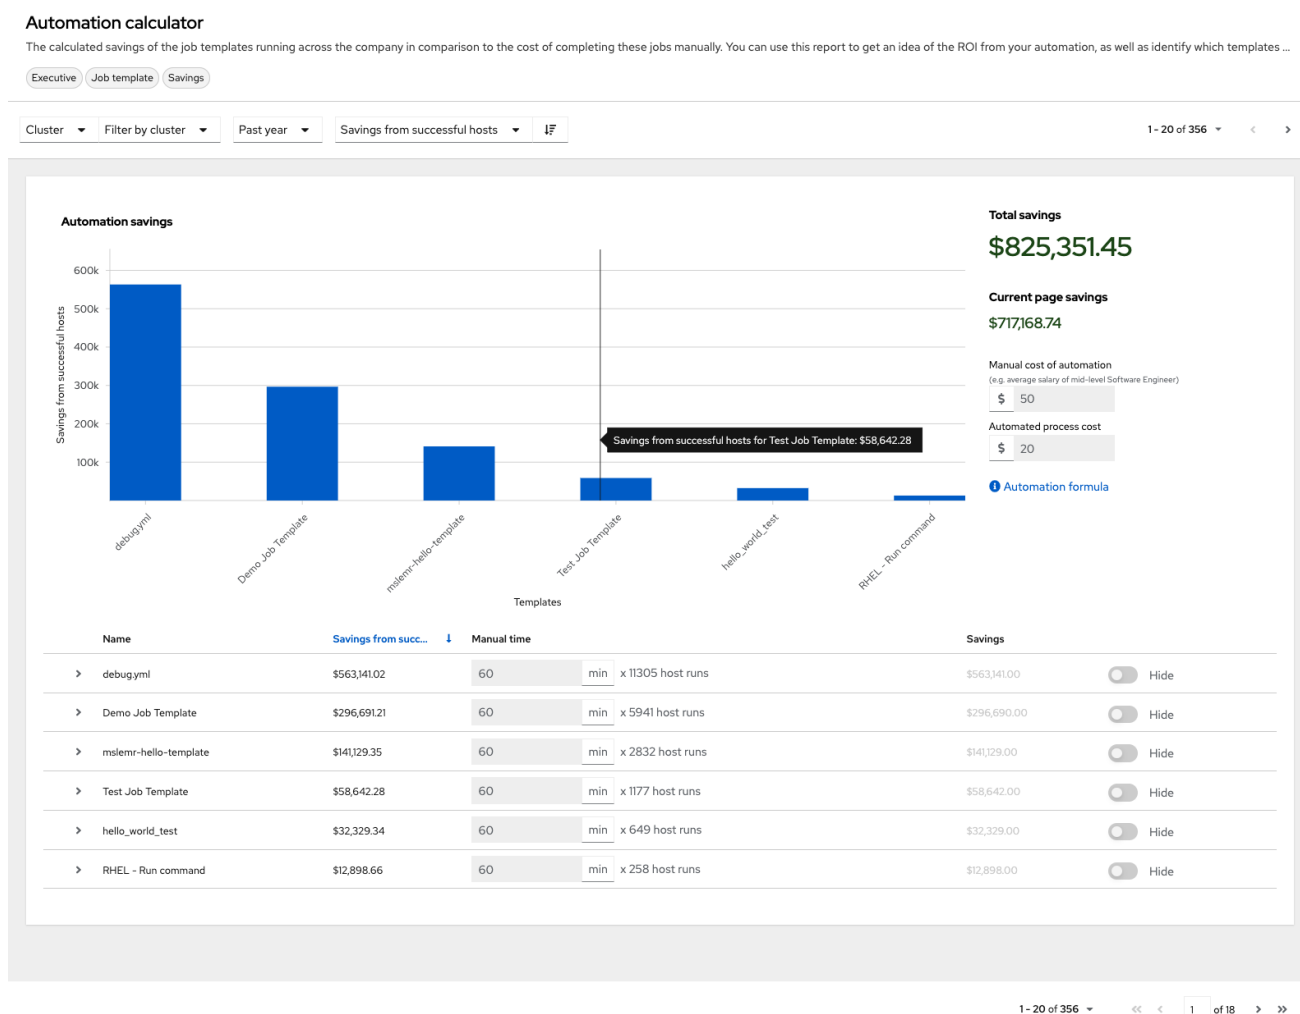 Automation calculator
The calculated savings of the job templates running across the company in comparison to the cost of completing these jobs manually. You can use this report to get an idea of the ROI from your automation, as well as identify which templates ...
Executive Job template Savings
Cluster Filter by cluster Past year Savings from successful hosts 1 - 20 of 356
Automation savings
Total savings
$825,351.45
Current page savings
$717,168.74
Manual cost of automation
(e.g. average salary of mid-level Software Engineer)
$ 50
Automated process cost
$ 20
Automation formula
Savings from successful hosts
600k
500k
400k
300k
200k
100k
Savings from successful hosts for Test Job Template: $58,642.28
debug.yml
Demo Job Template
mslemr-hello-template
Test Job Template
hello_world_test
RHEL - Run command
Templates
Name Savings from succ... Manual time Savings
debug.yml $563,141.02 60 min x 11305 host runs $563,141.00 Hide
Demo Job Template $296,691.21 60 min x 5941 host runs $296,690.00 Hide
mslemr-hello-template $141,129.35 60 min x 2832 host runs $141,129.00 Hide
Test Job Template $58,642.28 60 min x 1177 host runs $58,642.00 Hide
hello_world_test $32,329.34 60 min x 649 host runs $32,329.00 Hide
RHEL - Run command $12,898.66 60 min x 258 host runs $12,898.00 Hide
1 - 20 of 356 1 of 18